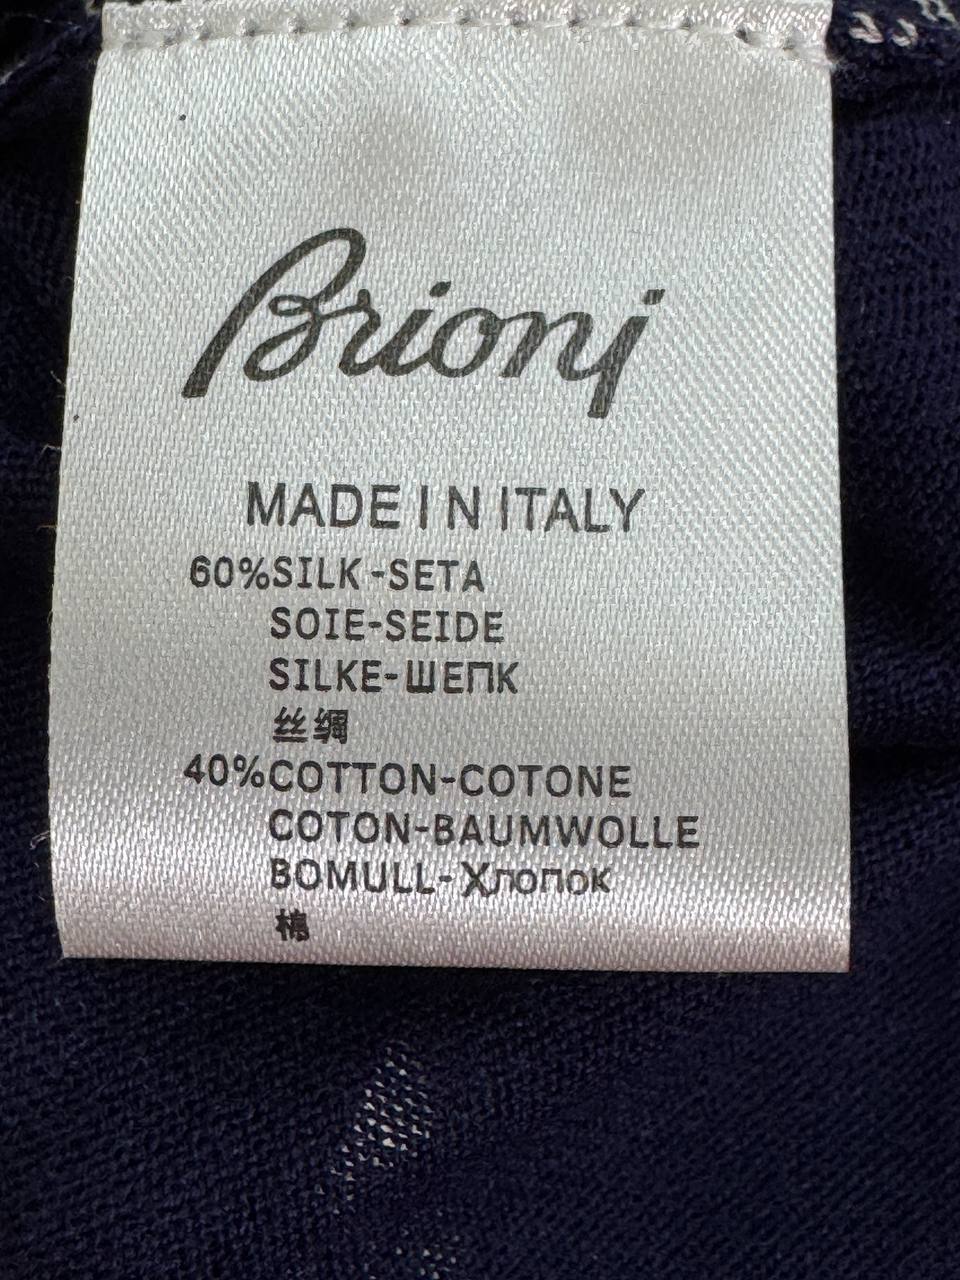 Brioni
MADE IN ITALY
60%SILK-SETA
SOIE-SEIDE
SILKE-ШЕПК
丝绸
40%COTTON-COTONE
COTON-BAUMWOLLE
BOMULL-Хлопок
棉